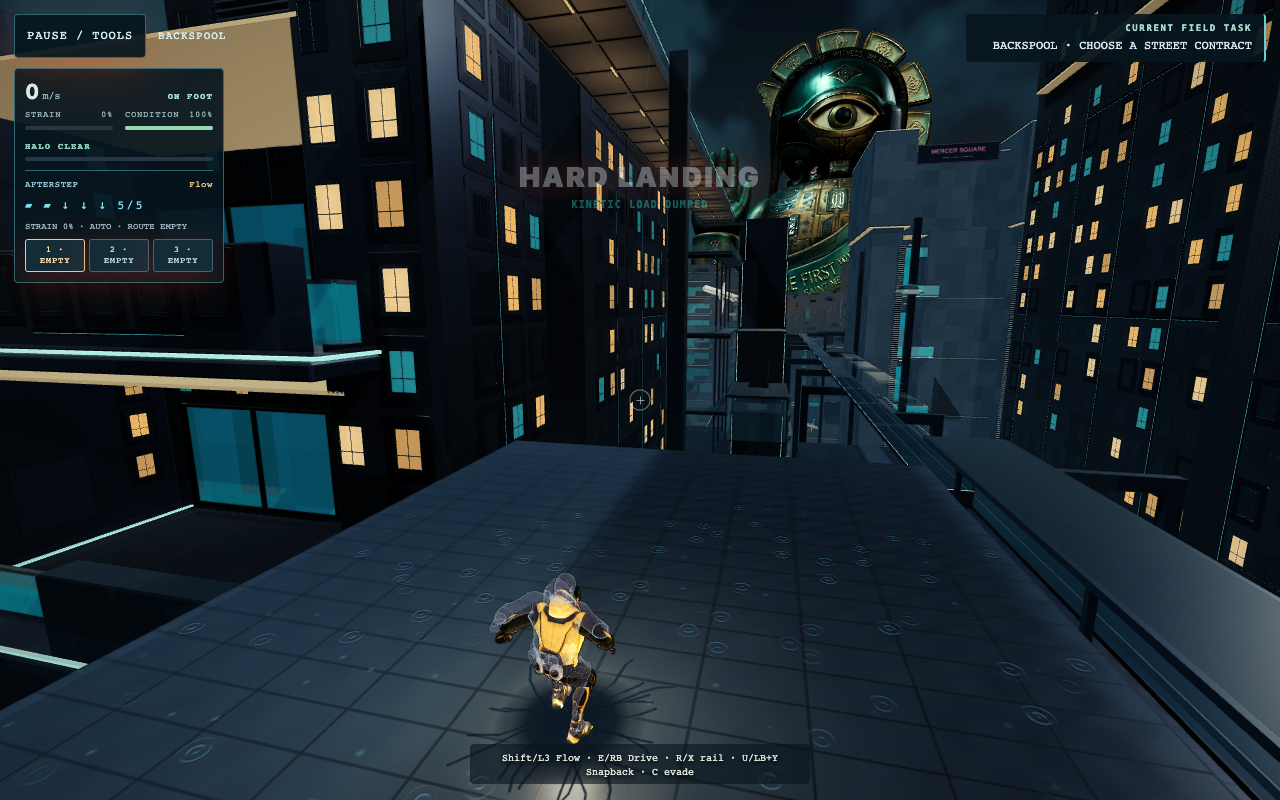 PAUSE / TOOLS
BACKSPOOL
CURRENT FIELD TASK
BACKSPOOL · CHOOSE A STREET CONTRACT
0 m/s
ON FOOT
STRAIN 0%
CONDITION 100%
HALO CLEAR
AFTERSTEP
Flow
5/5
STRAIN 0% · AUTO · ROUTE EMPTY
1 · EMPTY
2 · EMPTY
3 · EMPTY
HARD LANDING
KINETIC LOAD DUMPED
MERCER SQUARE
E FIRST
Shift/L3 Flow · E/RB Drive · R/X rail · U/LB+Y
Snapback · C evade